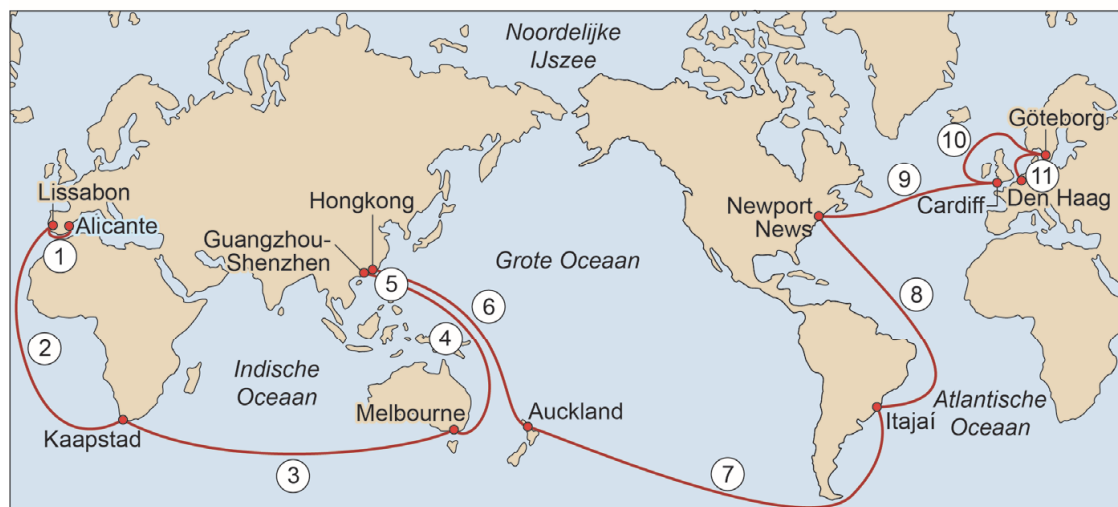 Noordelijke
IJszee
Göteborg
10
11
Den Haag
Cardiff
9
Newport
News
Lissabon
Alicante
1
Hongkong
Guangzhou-
Shenzhen
5
6
Grote Oceaan
4
8
2
Indische
Oceaan
Melbourne
Auckland
Kaapstad
3
7
Itajaí
Atlantische
Oceaan